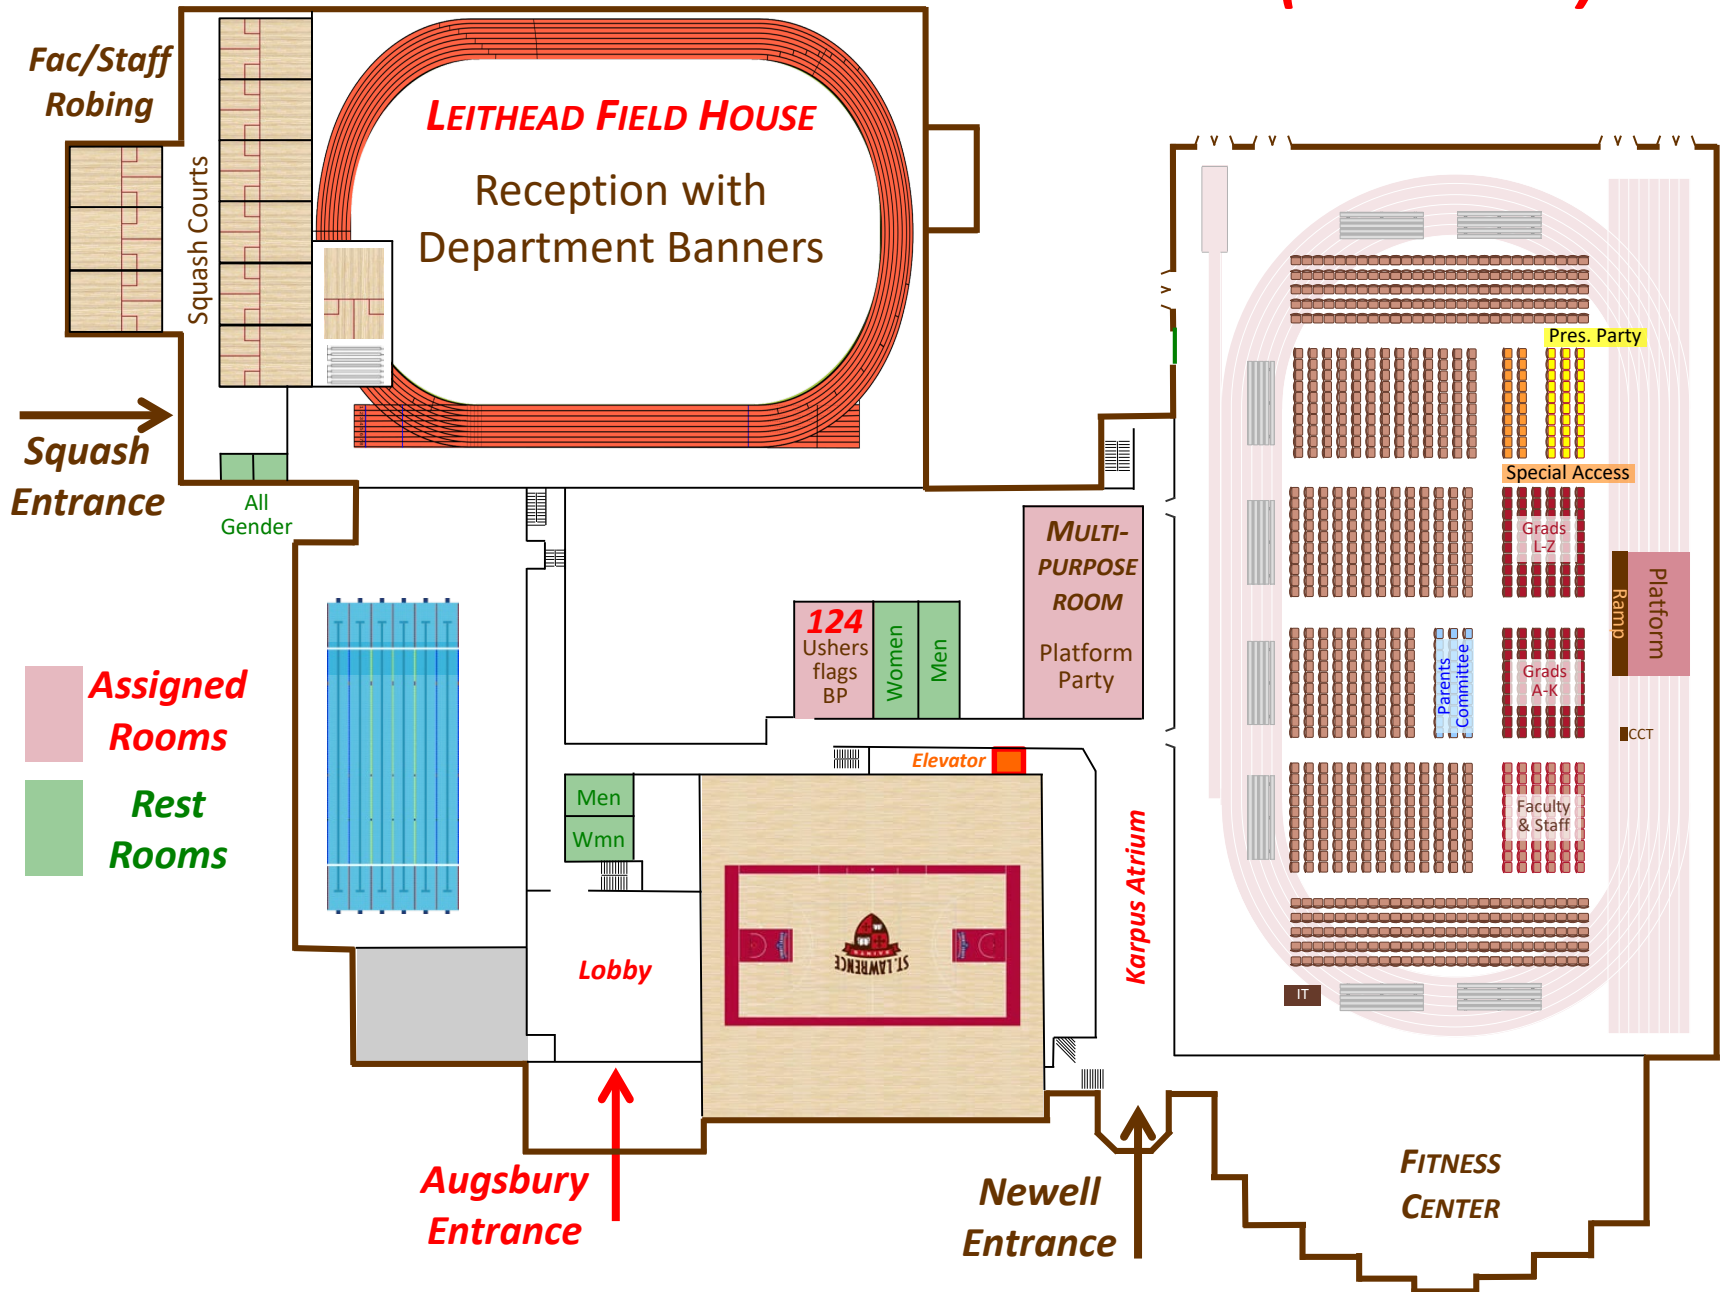 Fac/Staff
Robing
Squash Courts
LEITHEAD FIELD HOUSE
Reception with
Department Banners
Squash
Entrance
All
Gender
Assigned
Rooms
Rest
Rooms
124
Ushers
flags
BP
Women
Men
MULTI-
PURPOSE
ROOM
Platform
Party
Elevator
Men
Wmn
Lobby
ST. LAWRENCE
SAINTS
Karpus Atrium
Augsbury
Entrance
Newell
Entrance
Pres. Party
Special Access
Grads
L-Z
Ramp
Platform
Parents
Committee
Grads
A-K
CCT
Faculty
& Staff
IT
FITNESS
CENTER